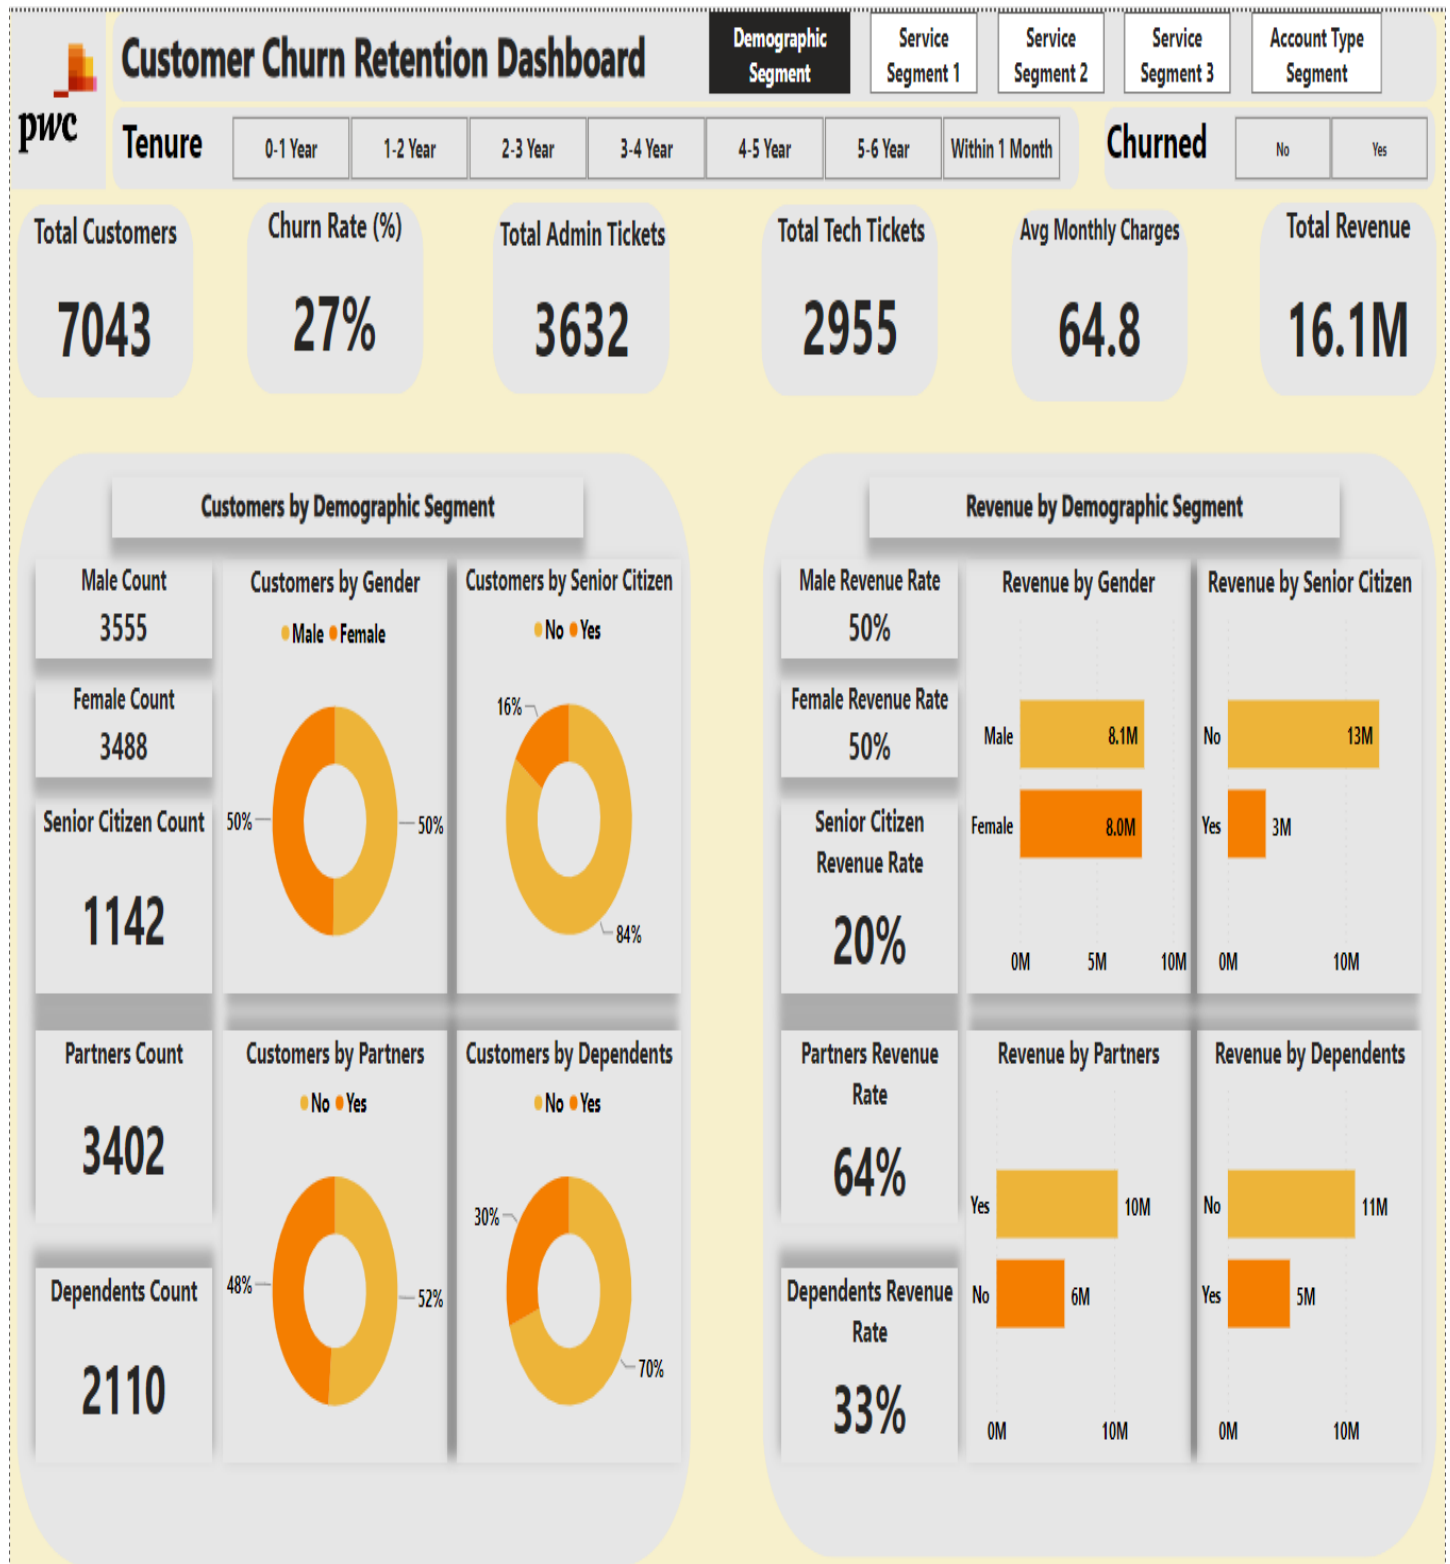 pwc
Customer Churn Retention Dashboard
Demographic
Segment
Service
Segment 1
Service
Segment 2
Service
Segment 3
Account Type
Segment
Tenure
0-1 Year
1-2 Year
2-3 Year
3-4 Year
4-5 Year
5-6 Year
Within 1 Month
Churned
No
Yes
Total Customers
7043
Churn Rate (%)
27%
Total Admin Tickets
3632
Total Tech Tickets
2955
Avg Monthly Charges
64.8
Total Revenue
16.1M
Customers by Demographic Segment
Male Count
3555
Female Count
3488
Senior Citizen Count
1142
Partners Count
3402
Dependents Count
2110
Customers by Gender
Male Female
50%
50%
Customers by Senior Citizen
No Yes
16%
84%
Customers by Partners
No Yes
48%
52%
Customers by Dependents
No Yes
30%
70%
Revenue by Demographic Segment
Male Revenue Rate
50%
Female Revenue Rate
50%
Senior Citizen
Revenue Rate
20%
Partners Revenue
Rate
64%
Dependents Revenue
Rate
33%
Revenue by Gender
Male 8.1M
Female 8.0M
0M 5M 10M
Revenue by Senior Citizen
No 13M
Yes 3M
0M 10M
Revenue by Partners
Yes 10M
No 6M
0M 10M
Revenue by Dependents
No 11M
Yes 5M
0M 10M